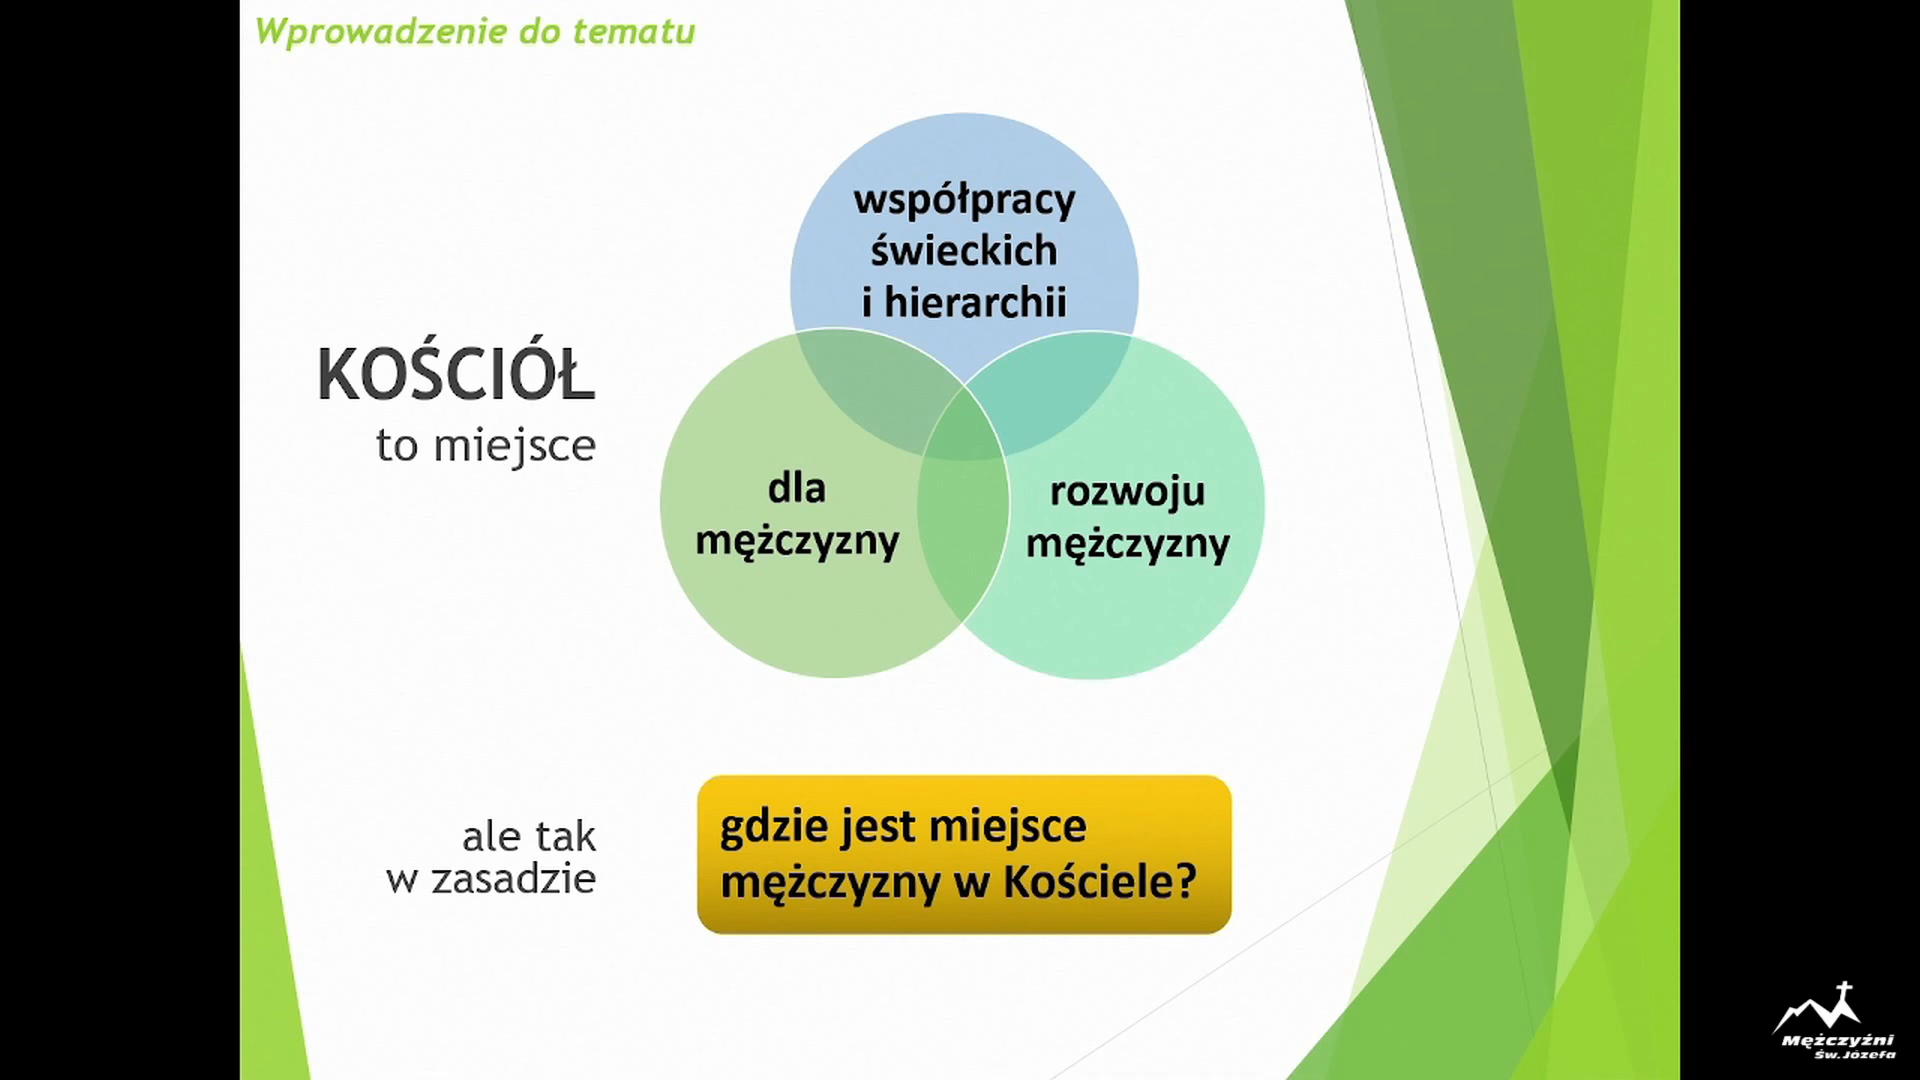 Wprowadzenie do tematu
współpracy
świeckich
i hierarchii
KOŚCIÓŁ
to miejsce
dla
mężczyzny
rozwoju
mężczyzny
ale tak
w zasadzie
gdzie jest miejsce
mężczyzny w Kościele?
Mężczyźni
Św. Józefa